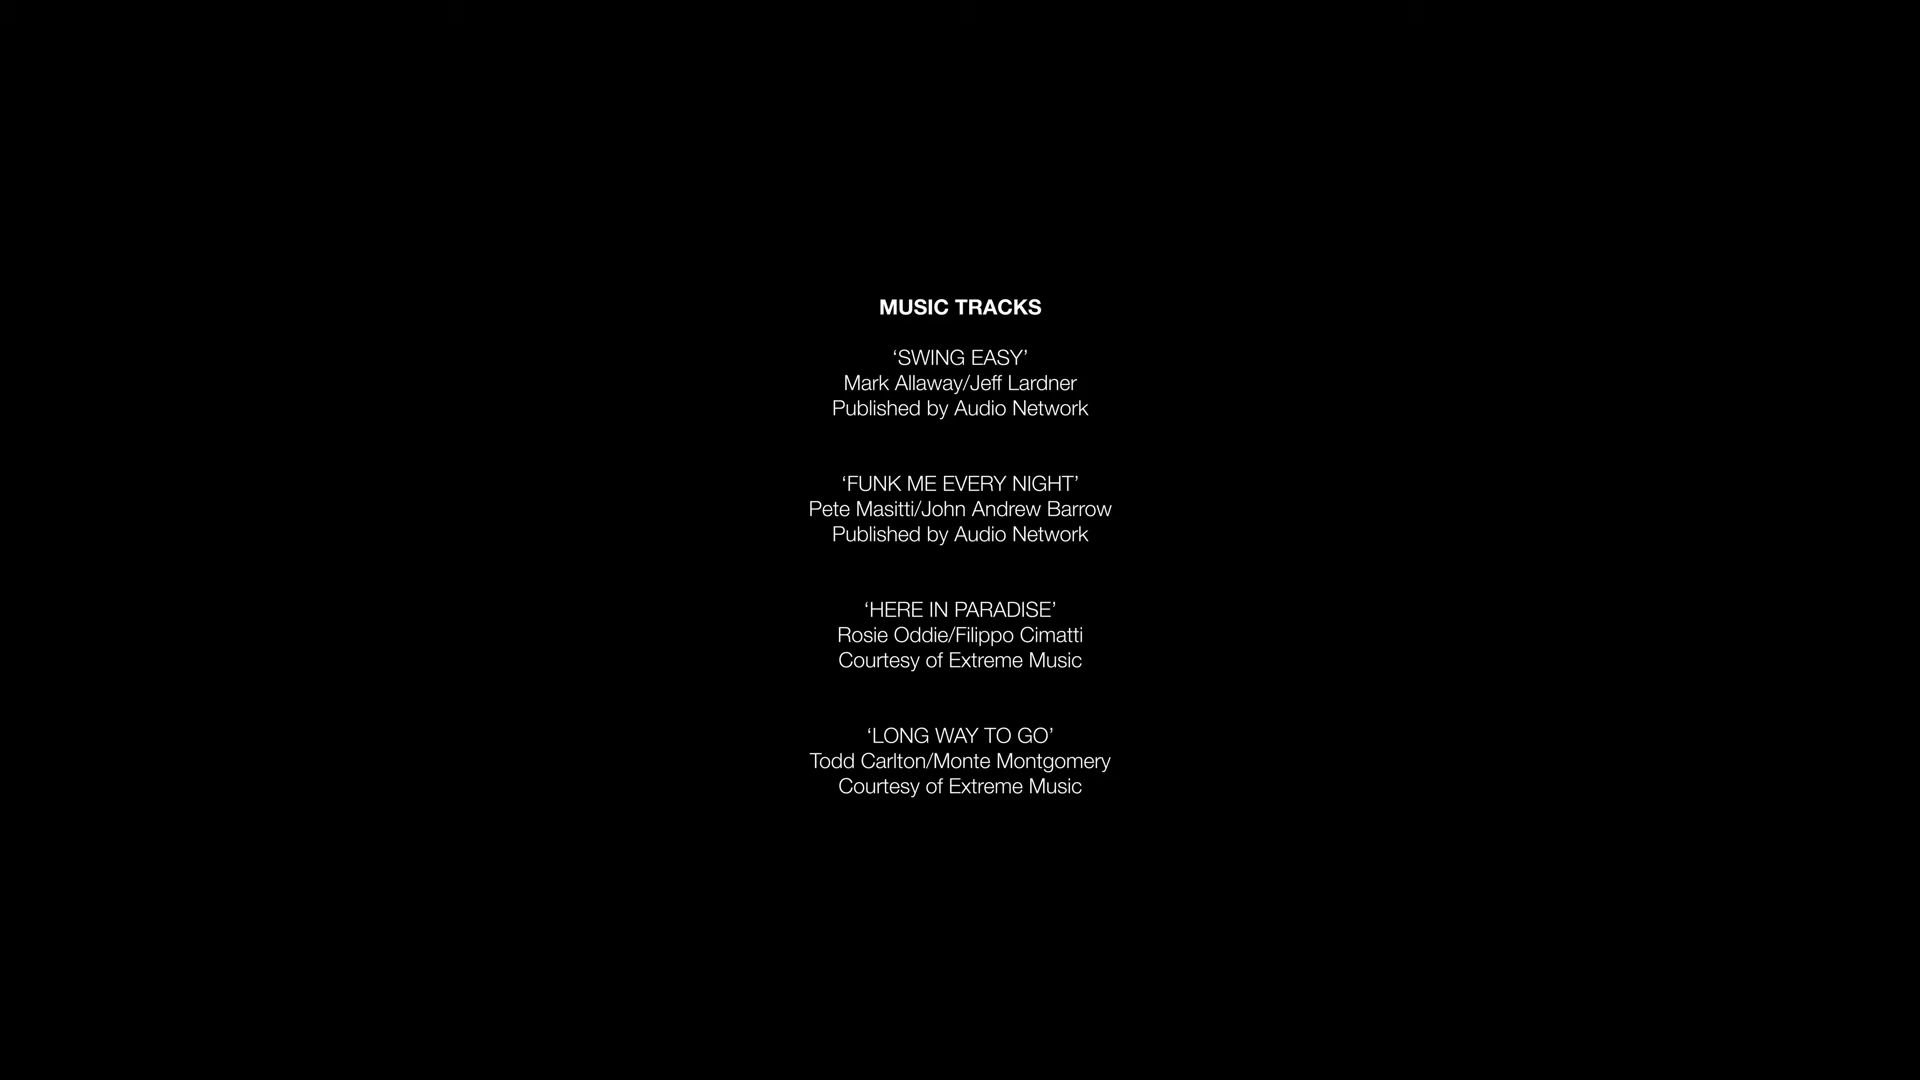 MUSIC TRACKS
‘SWING EASY’
Mark Allaway/Jeff Lardner
Published by Audio Network
‘FUNK ME EVERY NIGHT’
Pete Masitti/John Andrew Barrow
Published by Audio Network
‘HERE IN PARADISE’
Rosie Oddie/Filippo Cimatti
Courtesy of Extreme Music
‘LONG WAY TO GO’
Todd Carlton/Monte Montgomery
Courtesy of Extreme Music